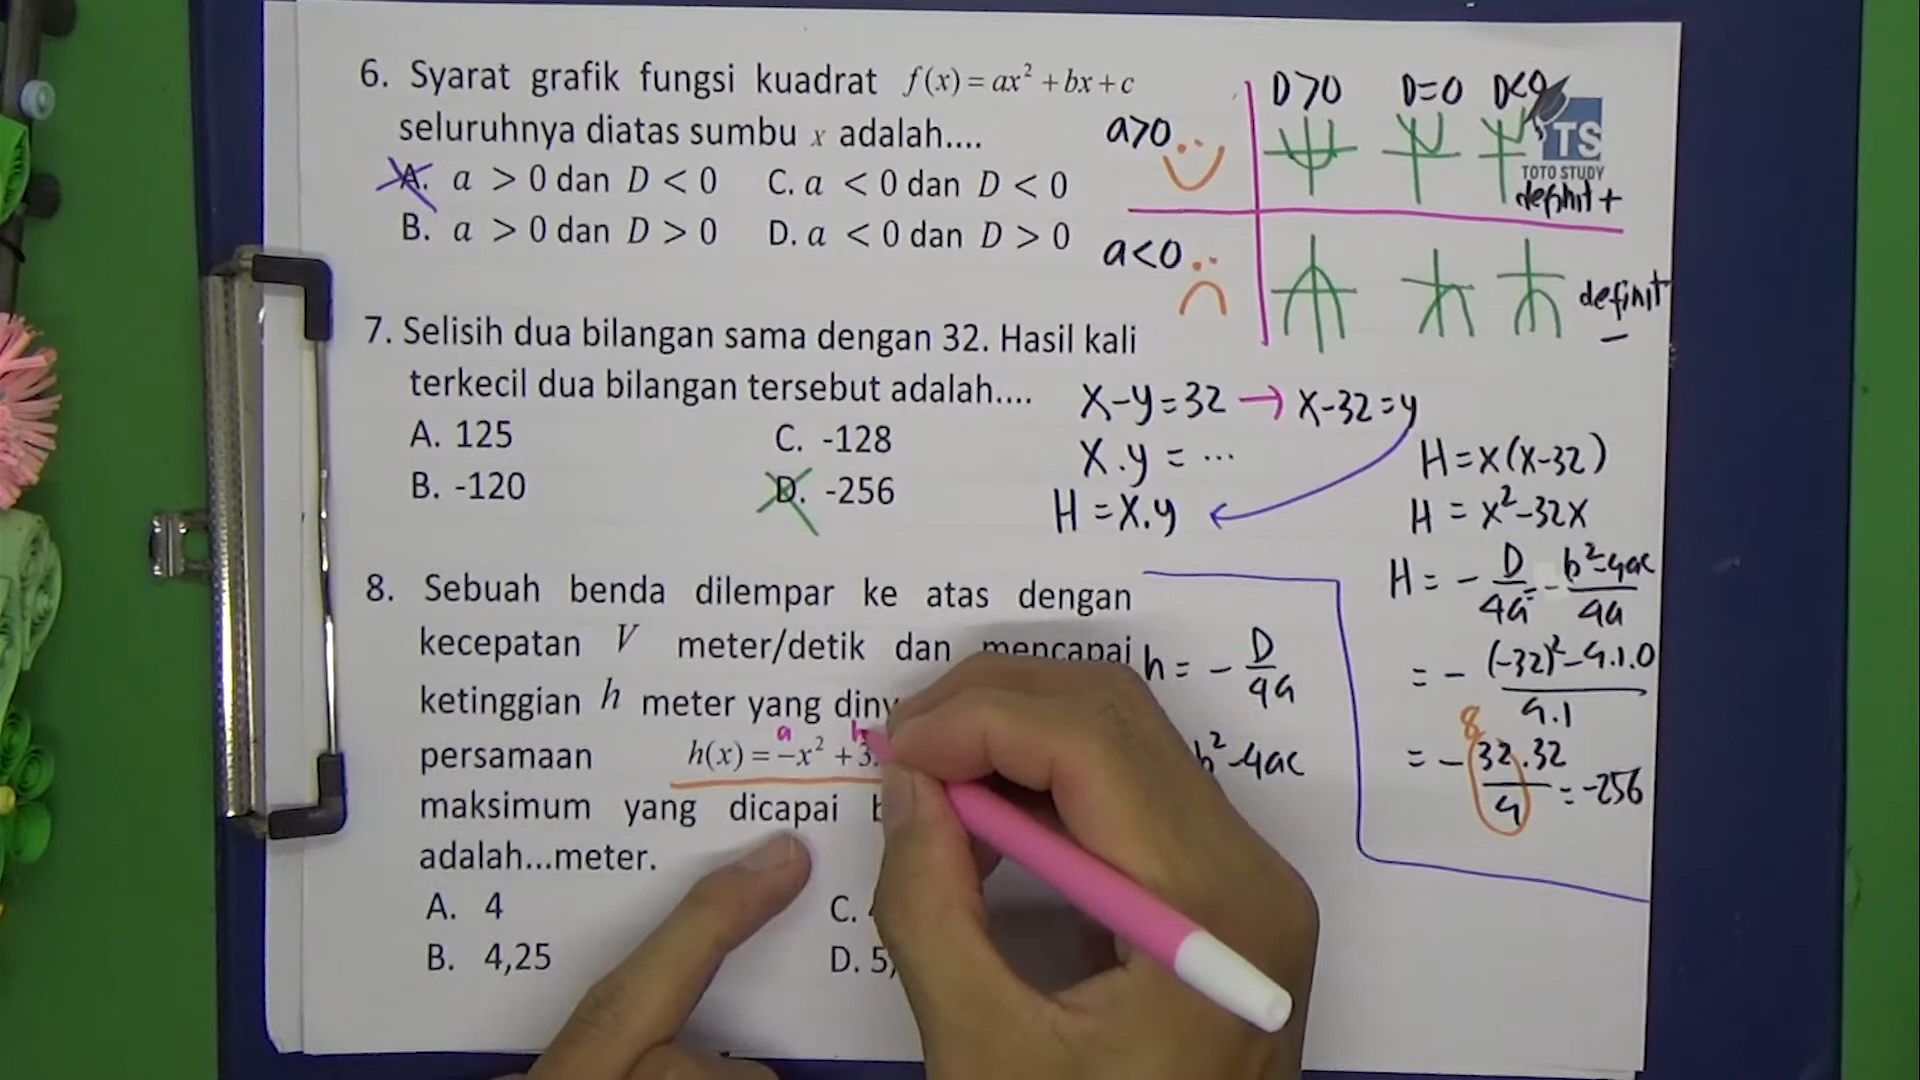 6. Syarat grafik fungsi kuadrat f(x) = ax² + bx + c
seluruhnya diatas sumbu x adalah....
A. a > 0 dan D < 0 C. a < 0 dan D < 0
B. a > 0 dan D > 0 D. a < 0 dan D > 0
D>0 D=0 D<0
a>0
TS
TOTO STUDY
definit +
a<0
definit
−
7. Selisih dua bilangan sama dengan 32. Hasil kali
terkecil dua bilangan tersebut adalah....
A. 125 C. -128
B. -120 D. -256
X-y=32 → X-32=y
X.y = ...
H = X.y
H=X(X-32)
H = X²-32X
H = - D/4a = - b²-4ac/4a
= - (-32)²-4.1.0/4.1
8
= - 32.32/4 = -256
8. Sebuah benda dilempar ke atas dengan
kecepatan V meter/detik dan mencapai
ketinggian h meter yang
a
persamaan h(x) = −x² + 3
maksimum yang dicapai
adalah...meter.
A. 4 C.
B. 4,25 D. 5,
h = - D/4a
b²-4ac